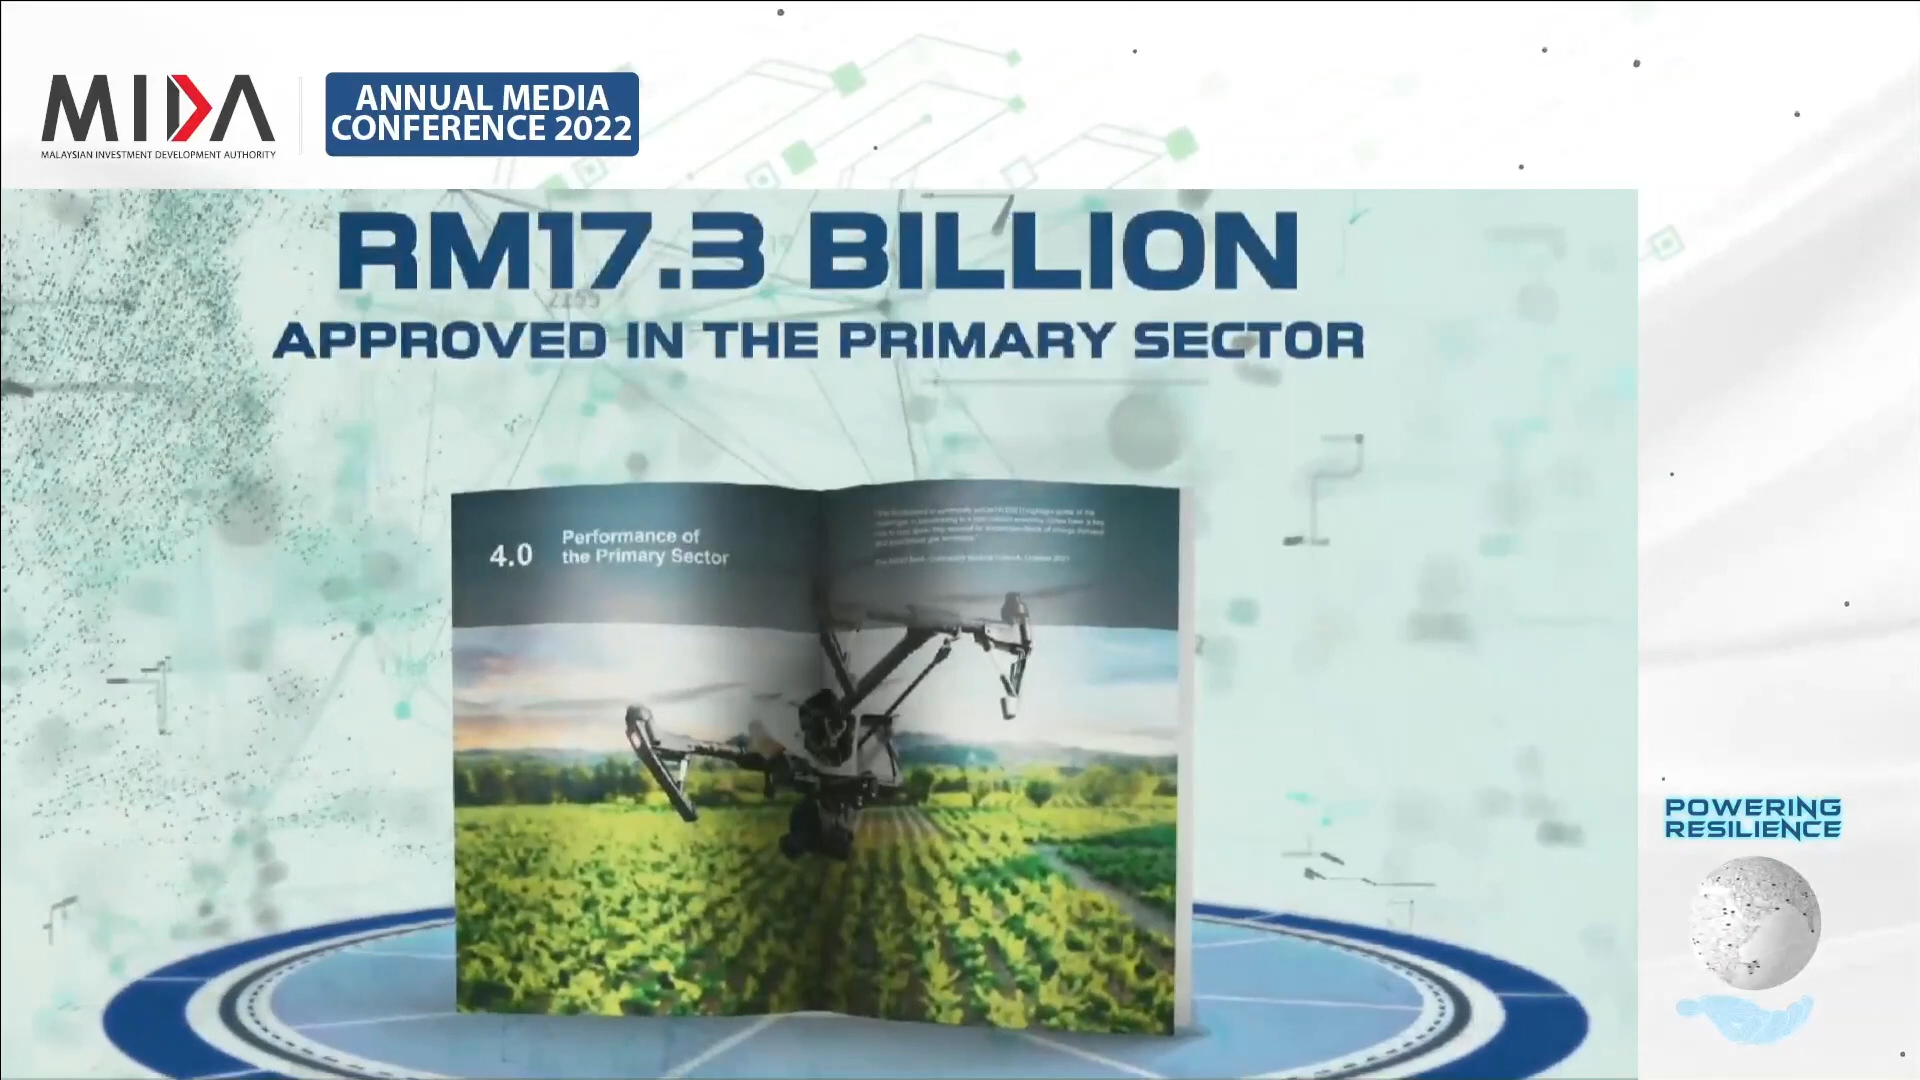 MIDA
MALAYSIAN INVESTMENT DEVELOPMENT AUTHORITY
ANNUAL MEDIA
CONFERENCE 2022
RM17.3 BILLION
APPROVED IN THE PRIMARY SECTOR
4.0
Performance of
the Primary Sector
POWERING
RESILIENCE